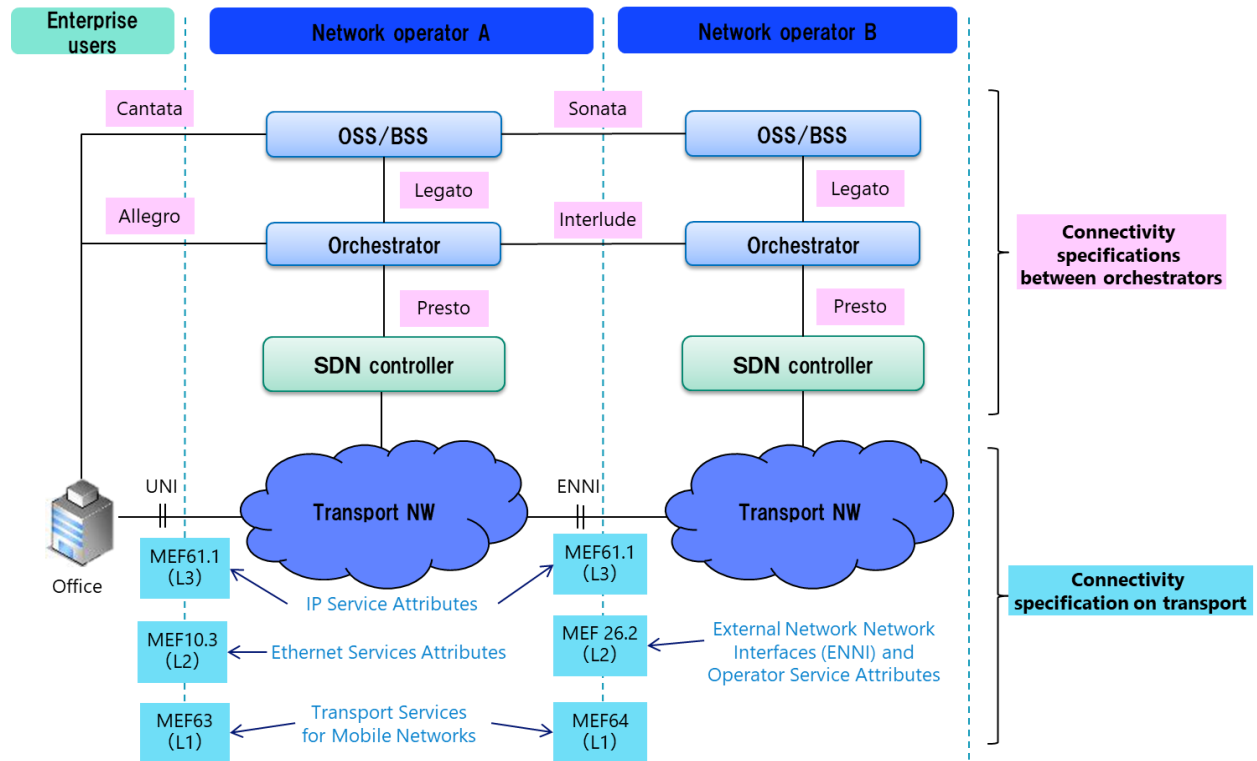 Enterprise
users
Network operator A
Network operator B
Cantata
Sonata
OSS/BSS
OSS/BSS
Legato
Legato
Allegro
Interlude
Orchestrator
Orchestrator
Connectivity
specifications
between orchestrators
Presto
Presto
SDN controller
SDN controller
UNI
ENNI
Transport NW
Transport NW
Office
MEF61.1
(L3)
IP Service Attributes
MEF61.1
(L3)
Connectivity
specification on transport
MEF10.3
(L2)
Ethernet Services Attributes
MEF 26.2
(L2)
External Network Network
Interfaces (ENNI) and
Operator Service Attributes
MEF63
(L1)
Transport Services
for Mobile Networks
MEF64
(L1)